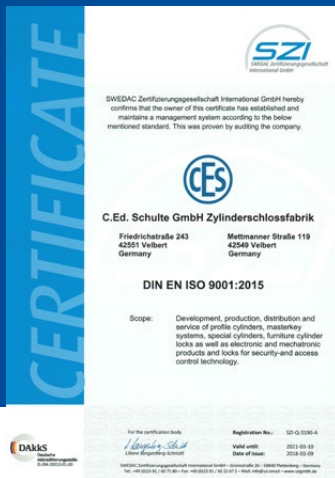 CERTIFICATE
SZI
SWEDAC Zertifizierungsgesellschaft
International GmbH
SWEDAC Zertifizierungsgesellschaft International GmbH hereby
confirms that the owner of this certificate has established and
maintains a management system according to the below
mentioned standard. This was proven by auditing the company.
CES
C.Ed. Schulte GmbH Zylinderschlossfabrik
Friedrichstraße 243 Mettmanner Straße 119
42551 Velbert 42549 Velbert
Germany Germany
DIN EN ISO 9001:2015
Scope: Development, production, distribution and
service of profile cylinders, masterkey
systems, special cylinders, furniture cylinder
locks as well as electronic and mechatronic
products and locks for security-and access
control technology.
For the certification body
Registration No.: SZI-Q-3190-A
Valid until: 2021-03-10
Date of issue: 2018-03-09
DAkkS
Deutsche
Akkreditierungsstelle
SWEDAC Zertifizierungsgesellschaft International GmbH